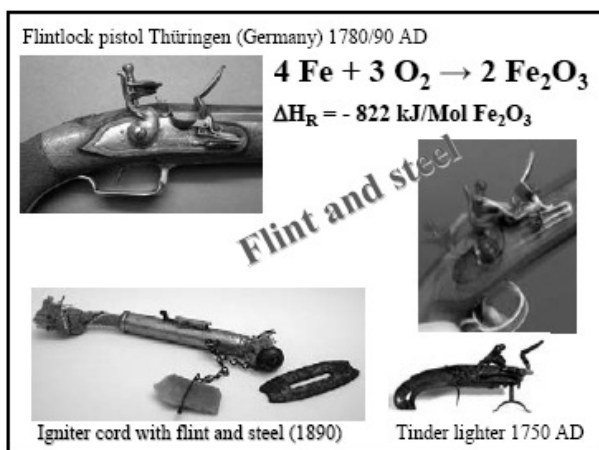 Flintlock pistol Thüringen (Germany) 1780/90 AD
4 Fe + 3 O₂ → 2 Fe₂O₃
ΔH_R = - 822 kJ/Mol Fe₂O₃
Flint and steel
Igniter cord with flint and steel (1890)
Tinder lighter 1750 AD